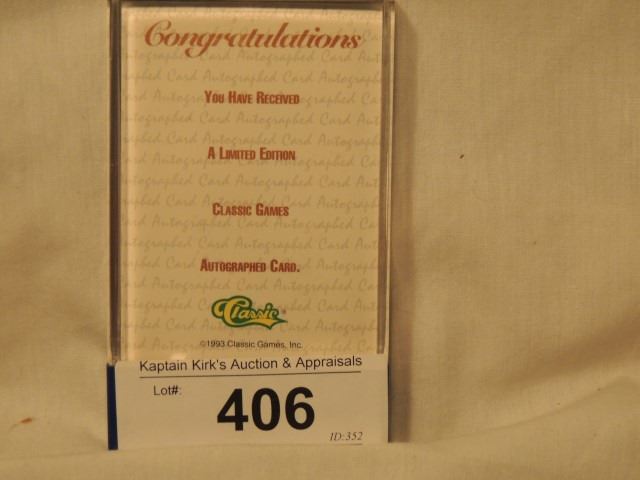 Congratulations
You Have Received
A Limited Edition
Classic Games
Autographed Card.
Classic®
©1993 Classic Games, Inc.
Kaptain Kirk's Auction & Appraisals
Lot#:
406
ID:352